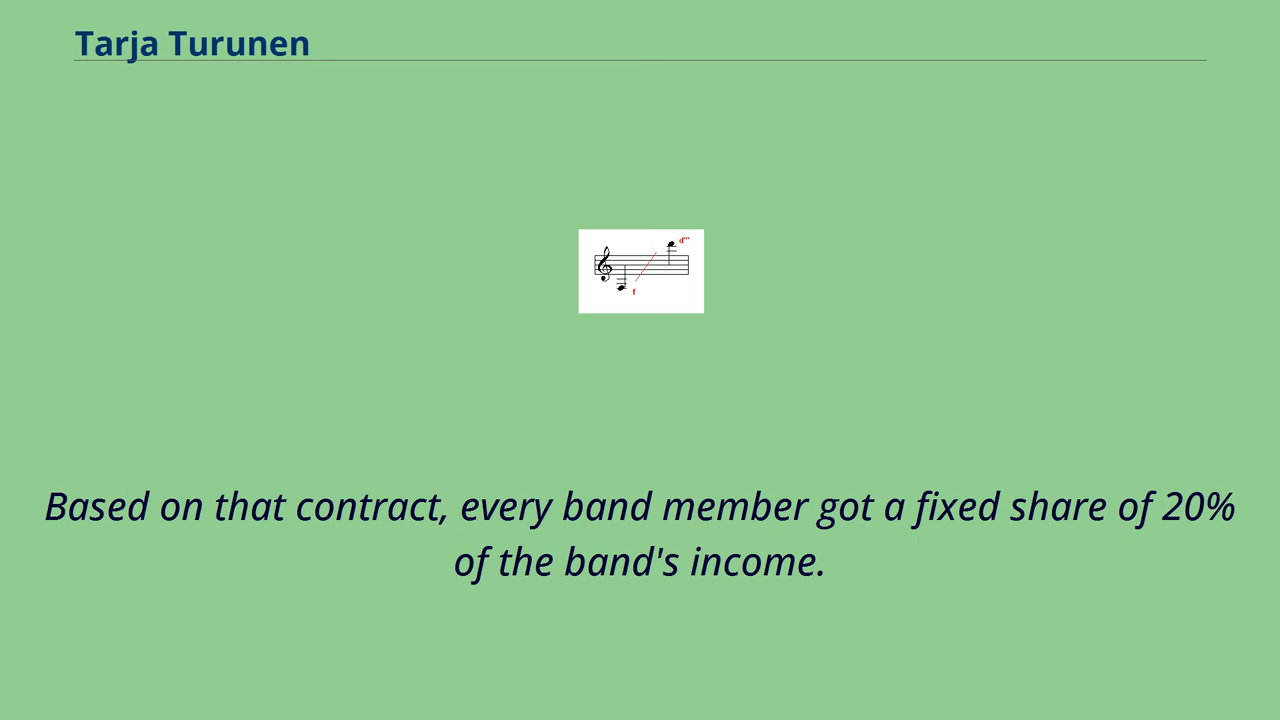 Tarja Turunen
d'''
f
Based on that contract, every band member got a fixed share of 20%
of the band's income.